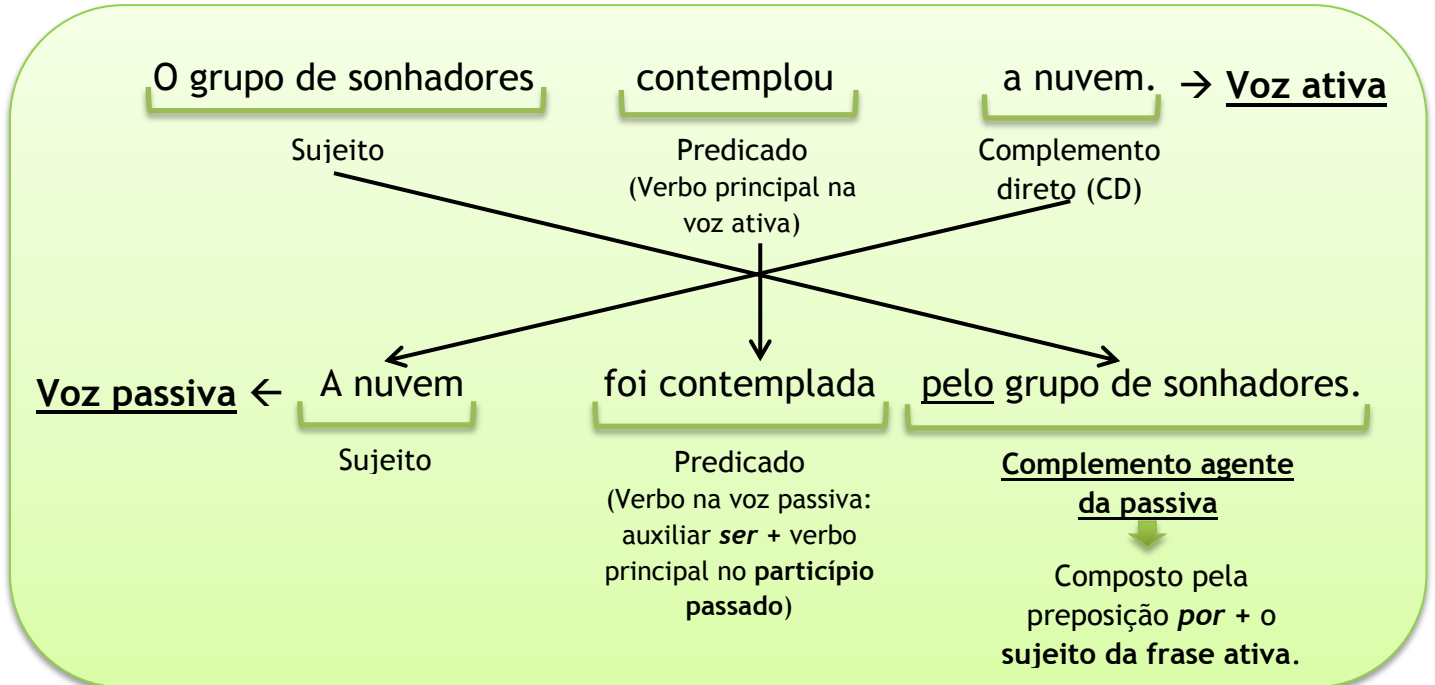 O grupo de sonhadores contemplou a nuvem. → Voz ativa
Sujeito Predicado Complemento
(Verbo principal na direto (CD)
voz ativa)
Voz passiva ← A nuvem foi contemplada pelo grupo de sonhadores.
Sujeito Predicado Complemento agente
(Verbo na voz passiva: da passiva
auxiliar ser + verbo
principal no particípio Composto pela
passado) preposição por + o
sujeito da frase ativa.